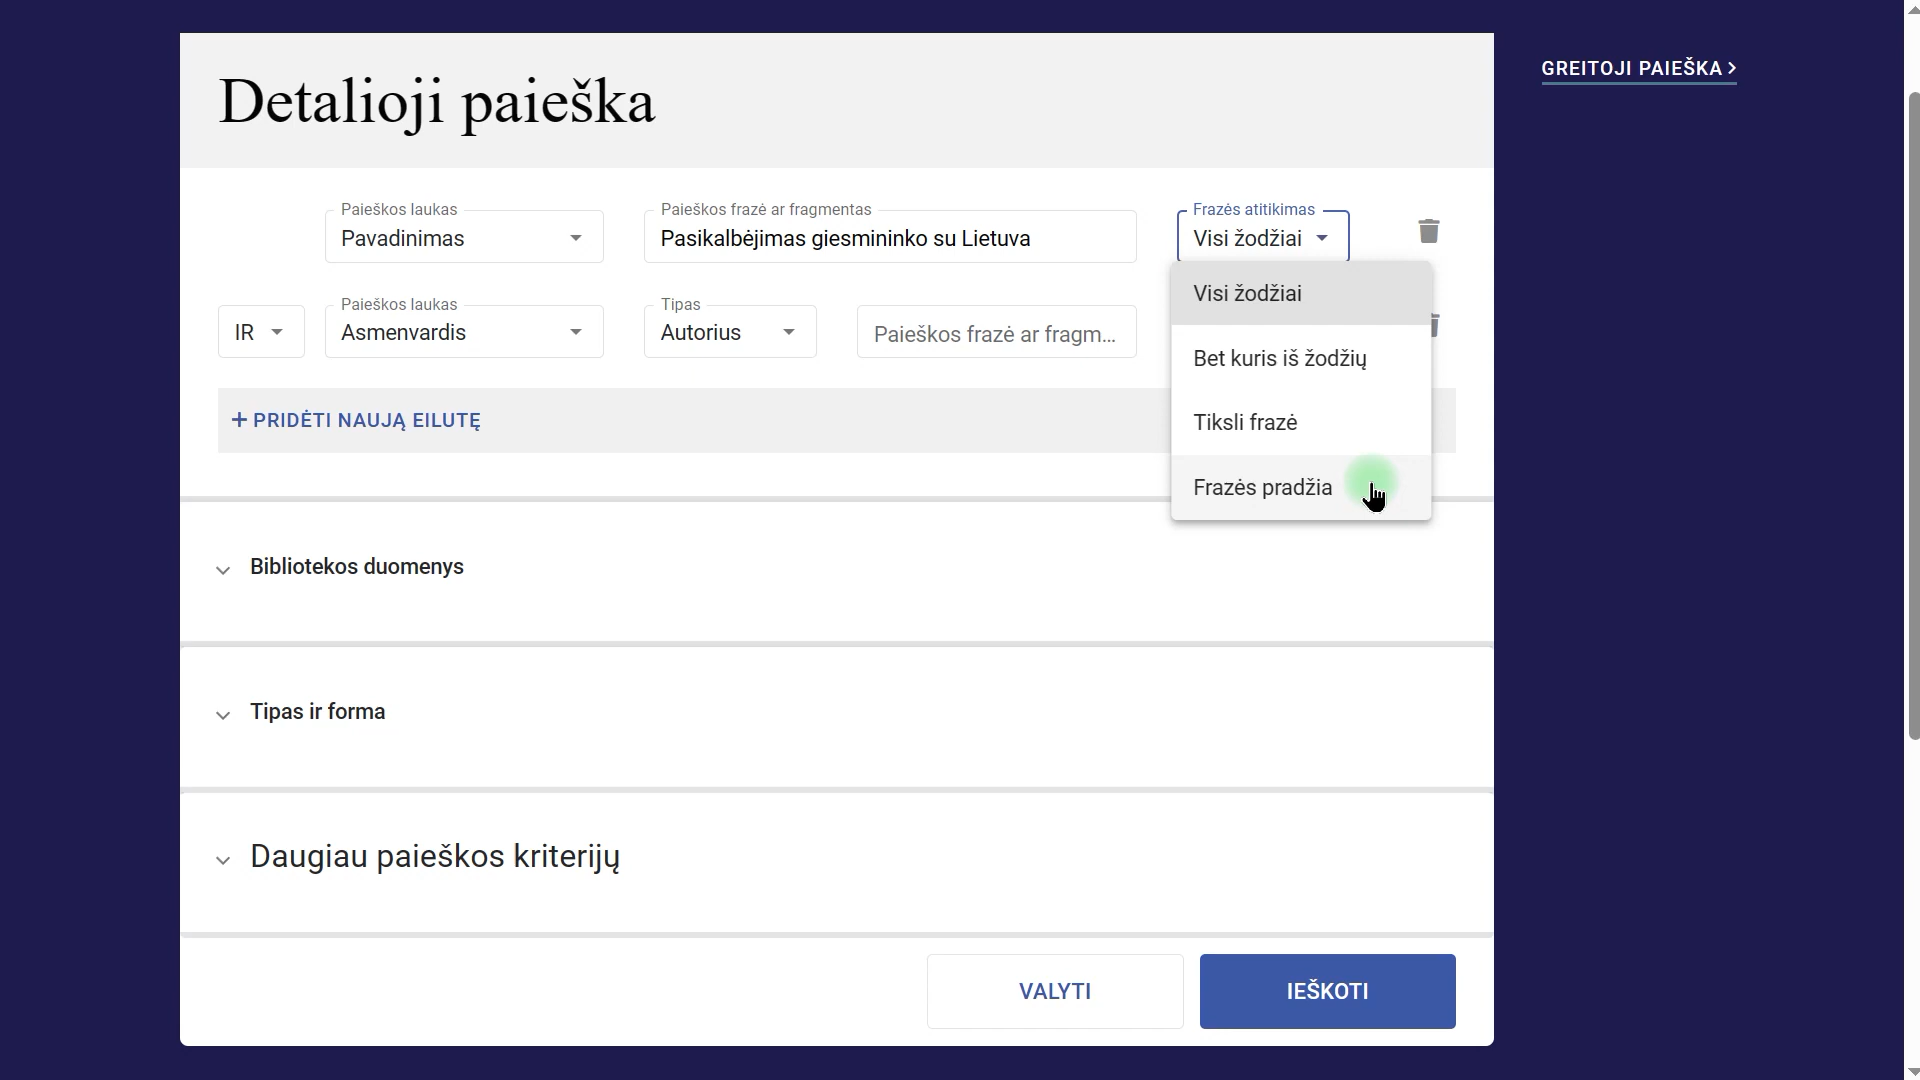 GREITOJI PAIEŠKA
Detalioji paieška
Paieškos laukas
Pavadinimas
Paieškos frazė ar fragmentas
Pasikalbėjimas giesmininko su Lietuva
Frazės atitikimas
Visi žodžiai
Visi žodžiai
Bet kuris iš žodžių
Tiksli frazė
Frazės pradžia
IR
Paieškos laukas
Asmenvardis
Tipas
Autorius
Paieškos frazė ar fragm...
+ PRIDĖTI NAUJĄ EILUTĘ
Bibliotekos duomenys
Tipas ir forma
Daugiau paieškos kriterijų
VALYTI
IEŠKOTI